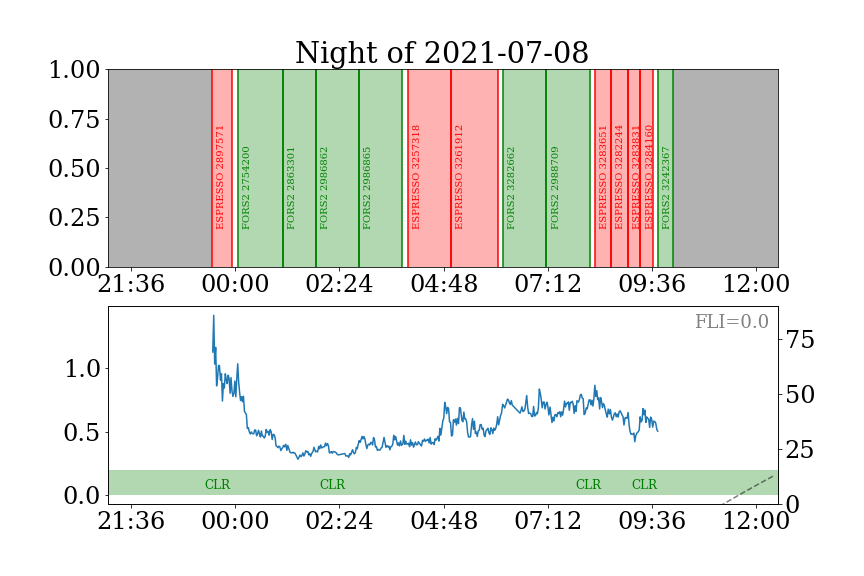 Night of 2021-07-08
1.00
0.75
0.50
0.25
0.00
ESPRESSO 2897571
FORS2 2754200
FORS2 2863301
FORS2 2986862
FORS2 2986865
ESPRESSO 3257318
ESPRESSO 3261912
FORS2 3282662
FORS2 2988709
ESPRESSO 3283651
ESPRESSO 3282244
ESPRESSO 3283831
ESPRESSO 3284160
FORS2 3242367
21:36 00:00 02:24 04:48 07:12 09:36 12:00
FLI=0.0
1.0
0.5
0.0
75
50
25
0
CLR CLR CLR CLR
21:36 00:00 02:24 04:48 07:12 09:36 12:00